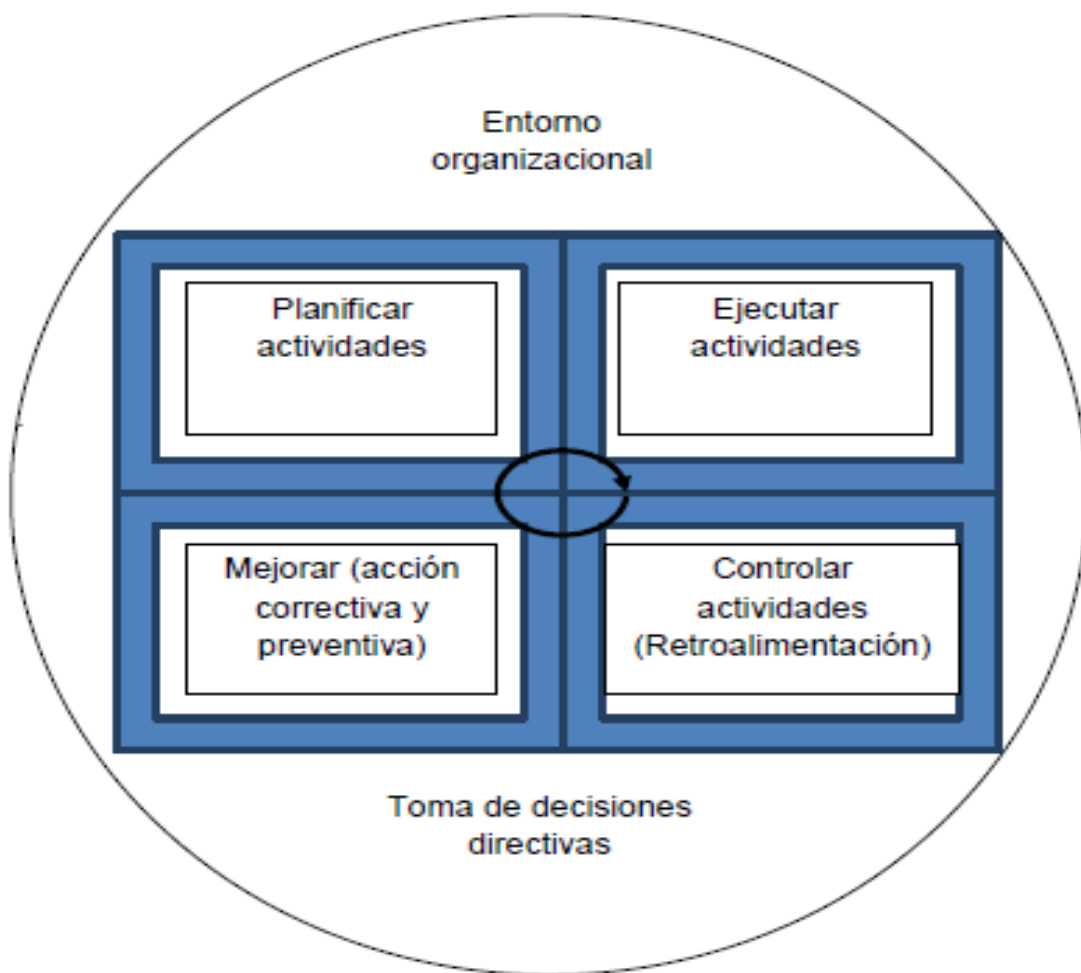 Entorno
organizacional
Planificar
actividades
Ejecutar
actividades
Mejorar (acción
correctiva y
preventiva)
Controlar
actividades
(Retroalimentación)
Toma de decisiones
directivas